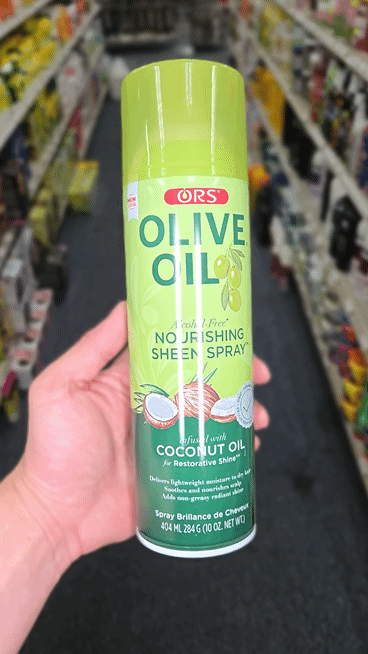 ORS
OLIVE
OIL
Alcohol-Free*
NOURISHING
SHEEN SPRAY™
infused with
COCONUT OIL
for Restorative Shine™
Delivers lightweight moisture to dry hair
Soothes and nourishes scalp
Adds non-greasy radiant shine
Spray Brillance de Cheveux
404 ML 284 G (10 OZ. NET WT.)